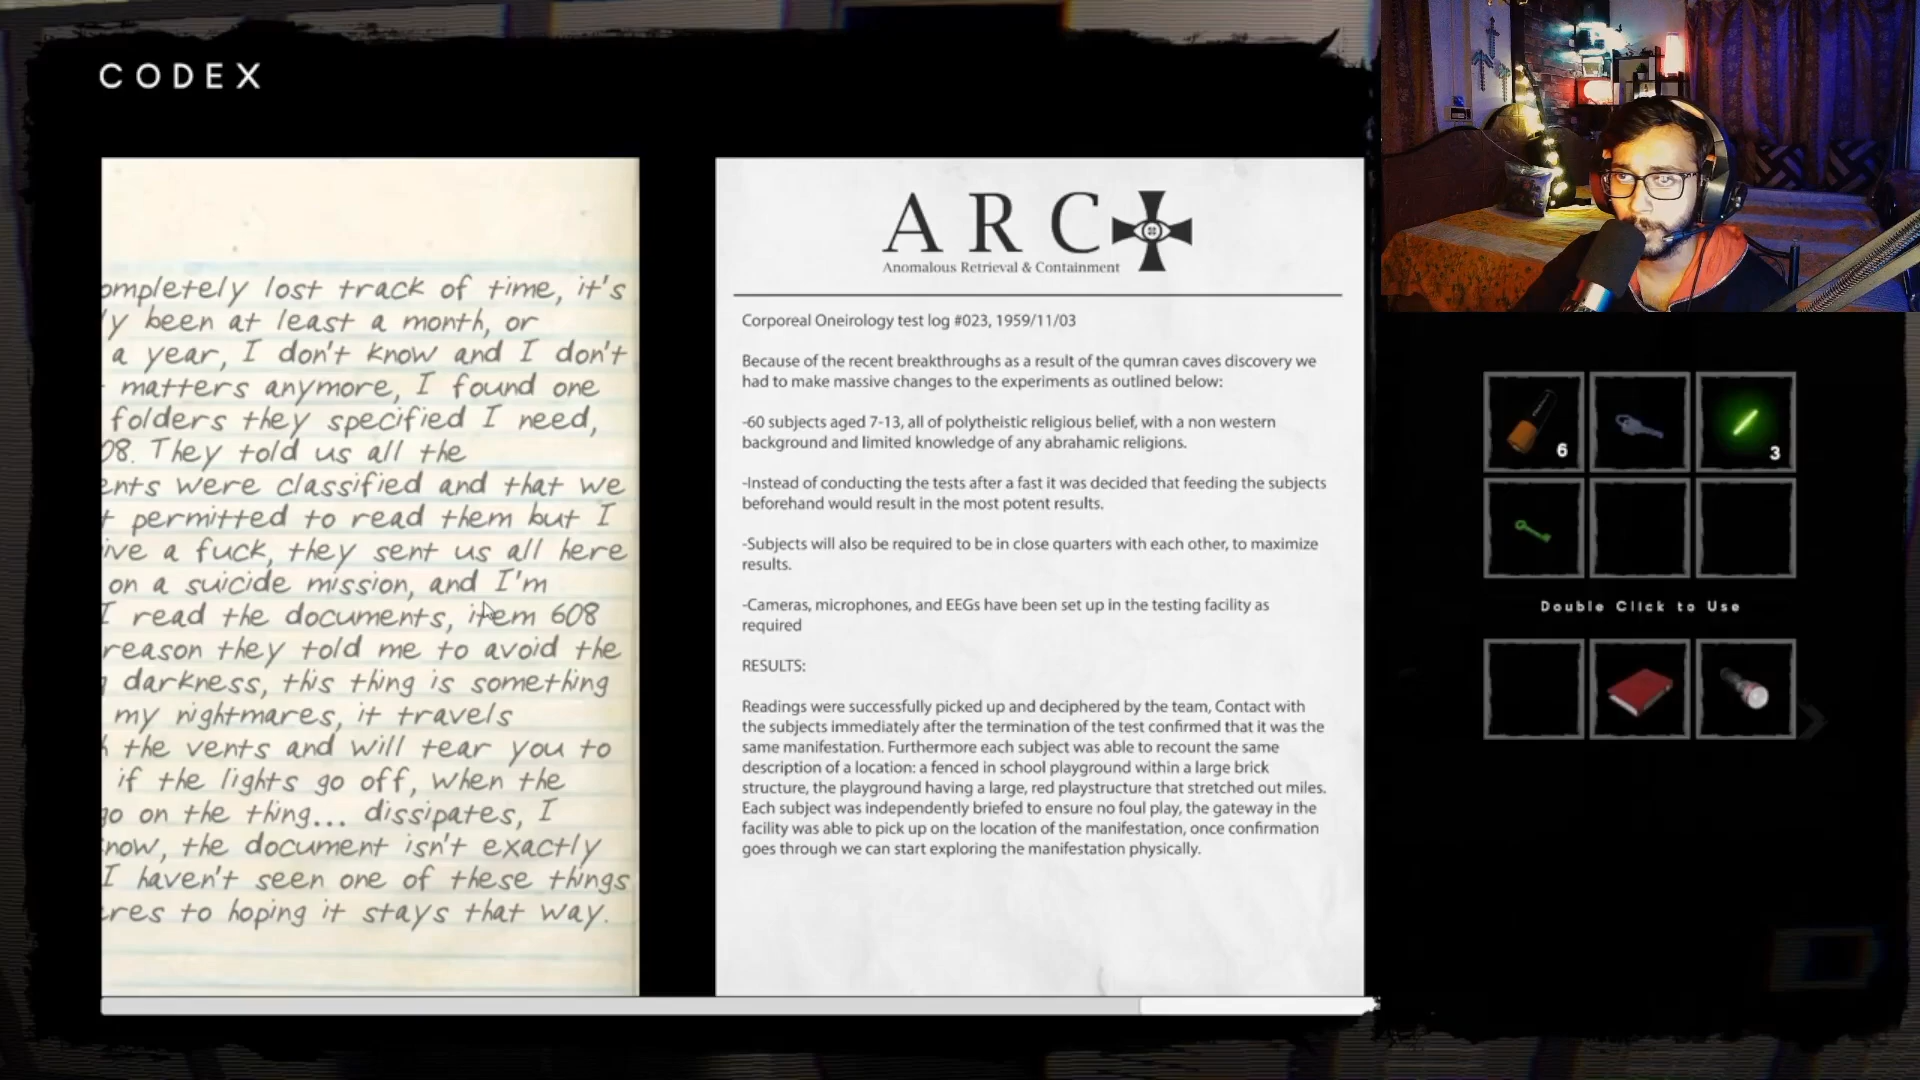 CODEX
ompletely lost track of time, it's
y been at least a month, or
a year, I don't know and I don't
matters anymore, I found one
folders they specified I need,
08. They told us all the
ents were classified and that we
t permitted to read them but I
ive a fuck, they sent us all here
on a suicide mission, and I'm
I read the documents, item 608
reason they told me to avoid the
darkness, this thing is something
my nightmares, it travels
h the vents and will tear you to
if the lights go off, when the
go on the thing... dissipates, I
now, the document isn't exactly
I haven't seen one of these things
res to hoping it stays that way.
ARC
Anomalous Retrieval & Containment
Corporeal Oneirology test log #023, 1959/11/03
Because of the recent breakthroughs as a result of the qumran caves discovery we
had to make massive changes to the experiments as outlined below:
-60 subjects aged 7-13, all of polytheistic religious belief, with a non western
background and limited knowledge of any abrahamic religions.
-Instead of conducting the tests after a fast it was decided that feeding the subjects
beforehand would result in the most potent results.
-Subjects will also be required to be in close quarters with each other, to maximize
results.
-Cameras, microphones, and EEGs have been set up in the testing facility as
required
RESULTS:
Readings were successfully picked up and deciphered by the team, Contact with
the subjects immediately after the termination of the test confirmed that it was the
same manifestation. Furthermore each subject was able to recount the same
description of a location: a fenced in school playground within a large brick
structure, the playground having a large, red playstructure that stretched out miles.
Each subject was independently briefed to ensure no foul play, the gateway in the
facility was able to pick up on the location of the manifestation, once confirmation
goes through we can start exploring the manifestation physically.
6
3
Double Click to Use